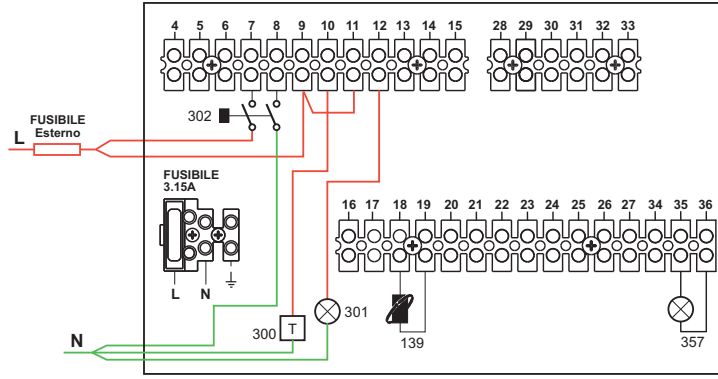 4 5 6 7 8 9 10 11 12 13 14 15
28 29 30 31 32 33
302
FUSIBILE
Esterno
L
FUSIBILE
3.15A
L N
16 17 18 19 20 21 22 23 24 25 26 27 34 35 36
N
300
T
301
139
357